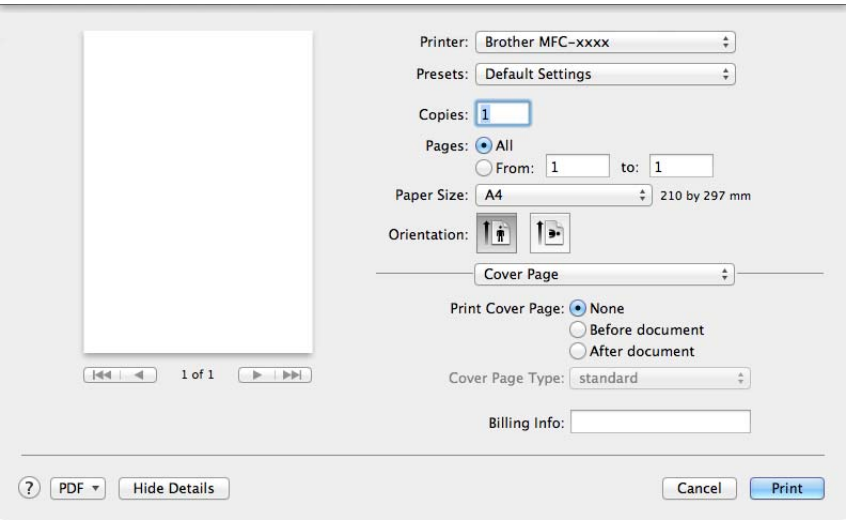 Printer: Brother MFC-xxxx
Presets: Default Settings
Copies: 1
Pages: All
From: 1 to: 1
Paper Size: A4 210 by 297 mm
Orientation:
Cover Page
Print Cover Page: None
Before document
After document
Cover Page Type: standard
Billing Info:
1 of 1
? PDF Hide Details Cancel Print